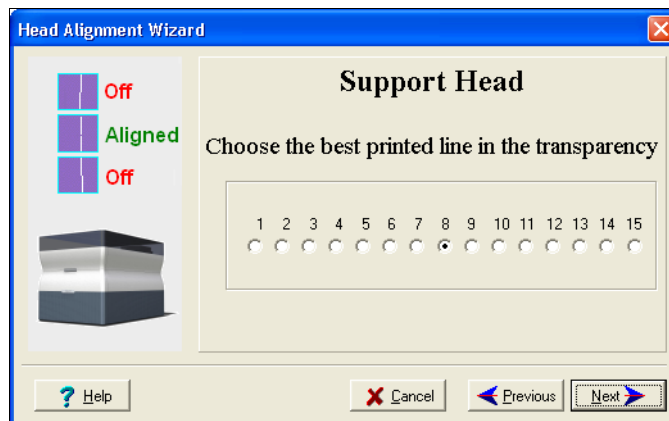 Head Alignment Wizard
Off
Aligned
Off
Support Head
Choose the best printed line in the transparency
1 2 3 4 5 6 7 8 9 10 11 12 13 14 15
Help
Cancel
Previous
Next